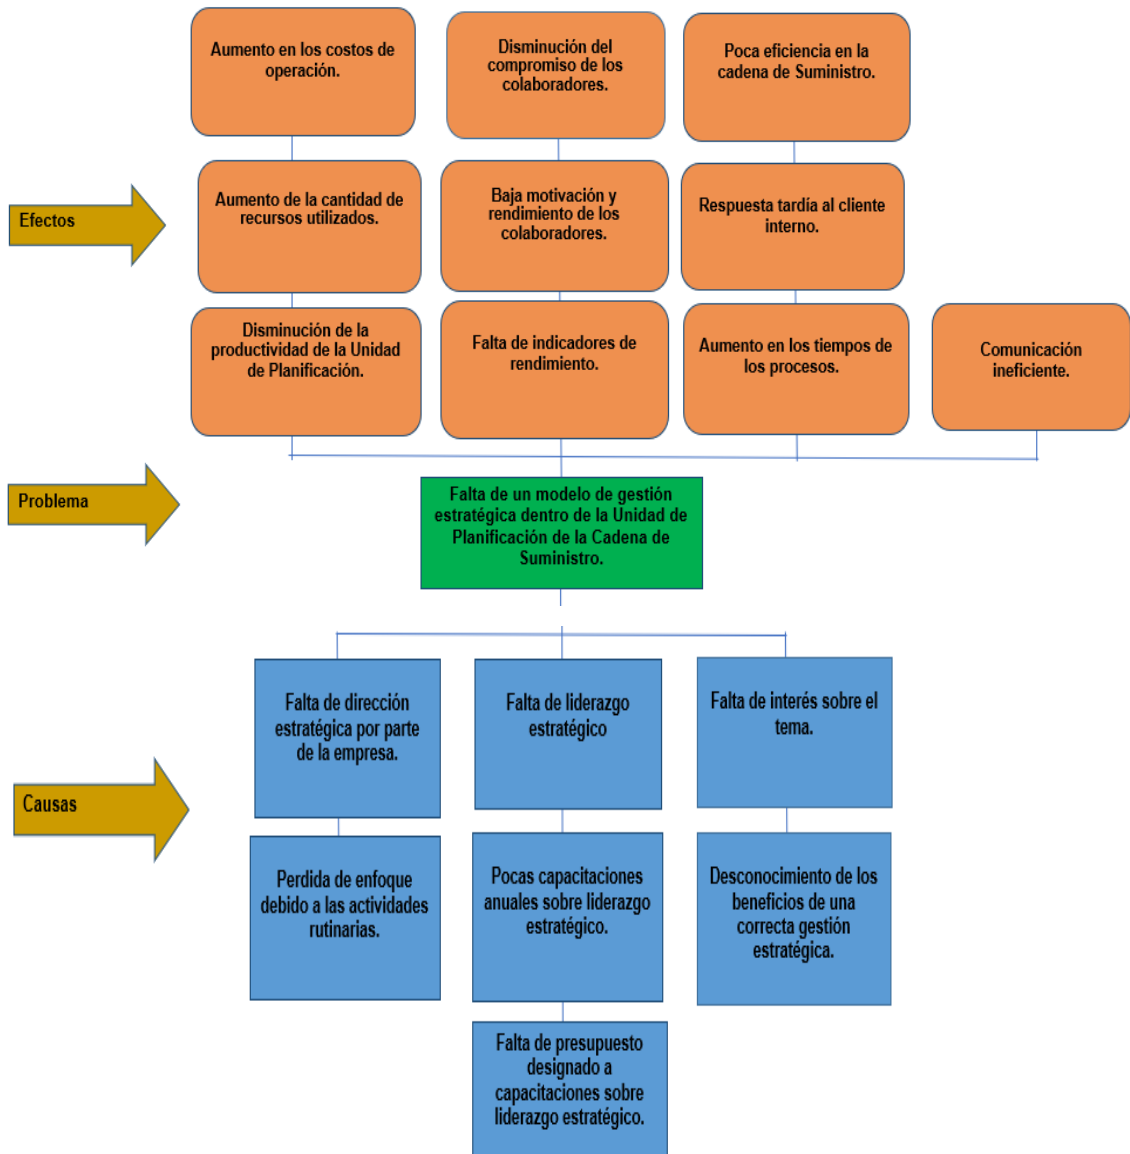 Aumento en los costos de
operación.
Disminución del
compromiso de los
colaboradores.
Poca eficiencia en la
cadena de Suministro.
Efectos
Aumento de la cantidad de
recursos utilizados.
Baja motivación y
rendimiento de los
colaboradores.
Respuesta tardía al cliente
interno.
Disminución de la
productividad de la Unidad
de Planificación.
Falta de indicadores de
rendimiento.
Aumento en los tiempos de
los procesos.
Comunicación
ineficiente.
Problema
Falta de un modelo de gestión
estratégica dentro de la Unidad de
Planificación de la Cadena de
Suministro.
Causas
Falta de dirección
estratégica por parte
de la empresa.
Falta de liderazgo
estratégico
Falta de interés sobre el
tema.
Perdida de enfoque
debido a las actividades
rutinarias.
Pocas capacitaciones
anuales sobre liderazgo
estratégico.
Desconocimiento de los
beneficios de una
correcta gestión
estratégica.
Falta de presupuesto
designado a
capacitaciones sobre
liderazgo estratégico.